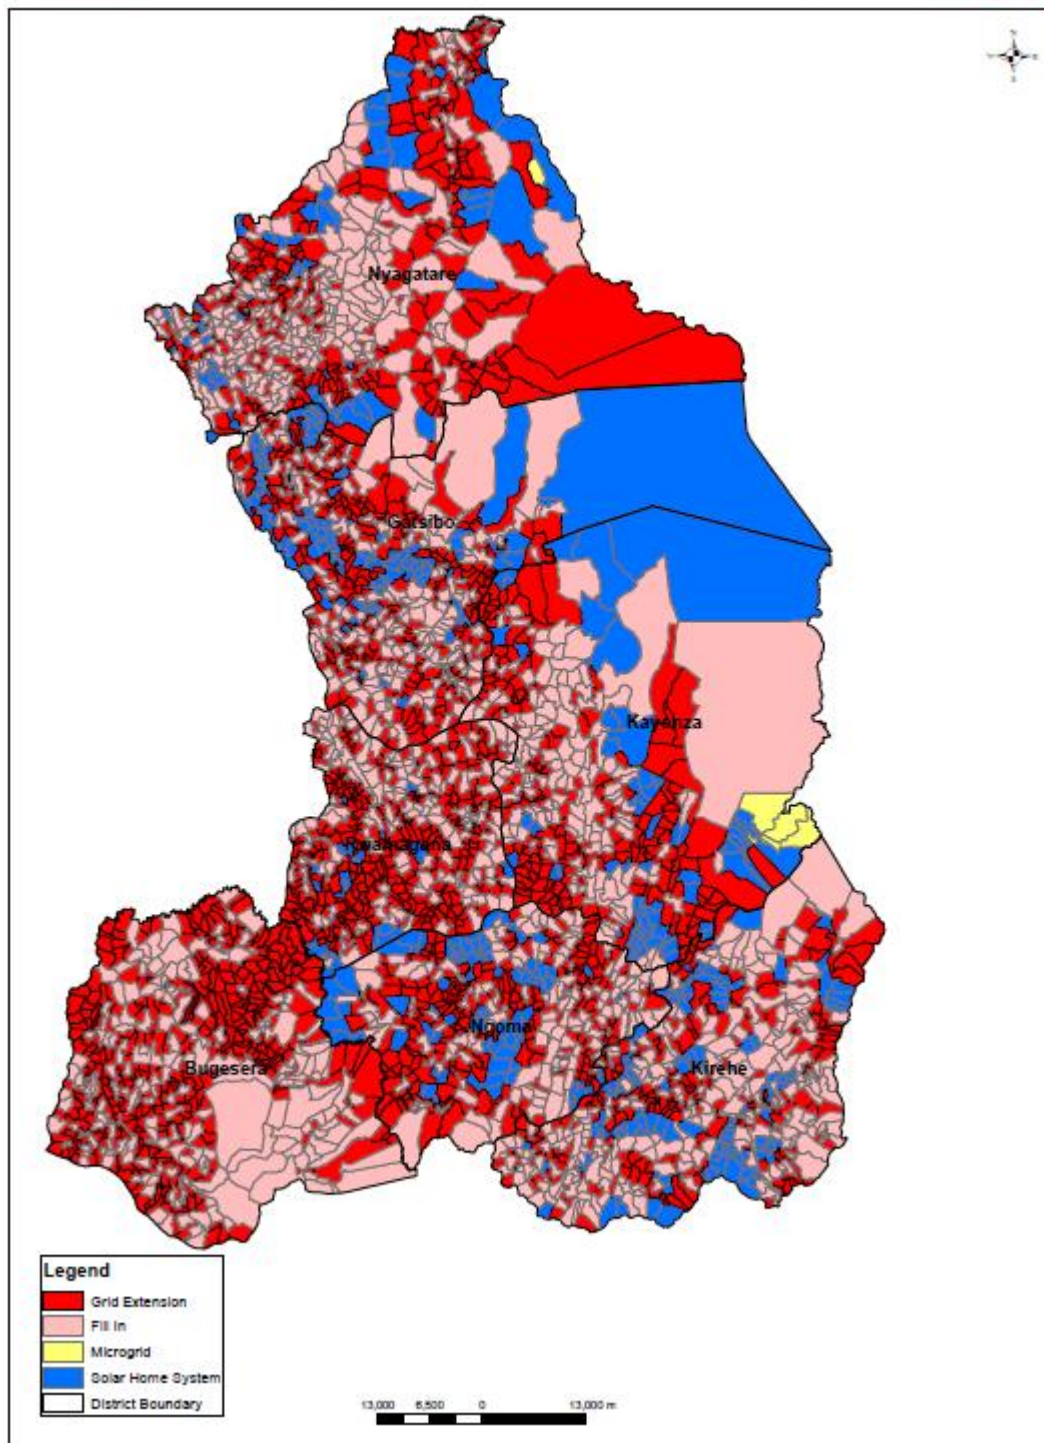 N
Nyagatare
Gatsibo
Kayonza
Rwamagana
Ngoma
Bugesera
Kirehe
Legend
Grid Extension
Fill In
Microgrid
Solar Home System
District Boundary
13,000 6,500 0 13,000 m